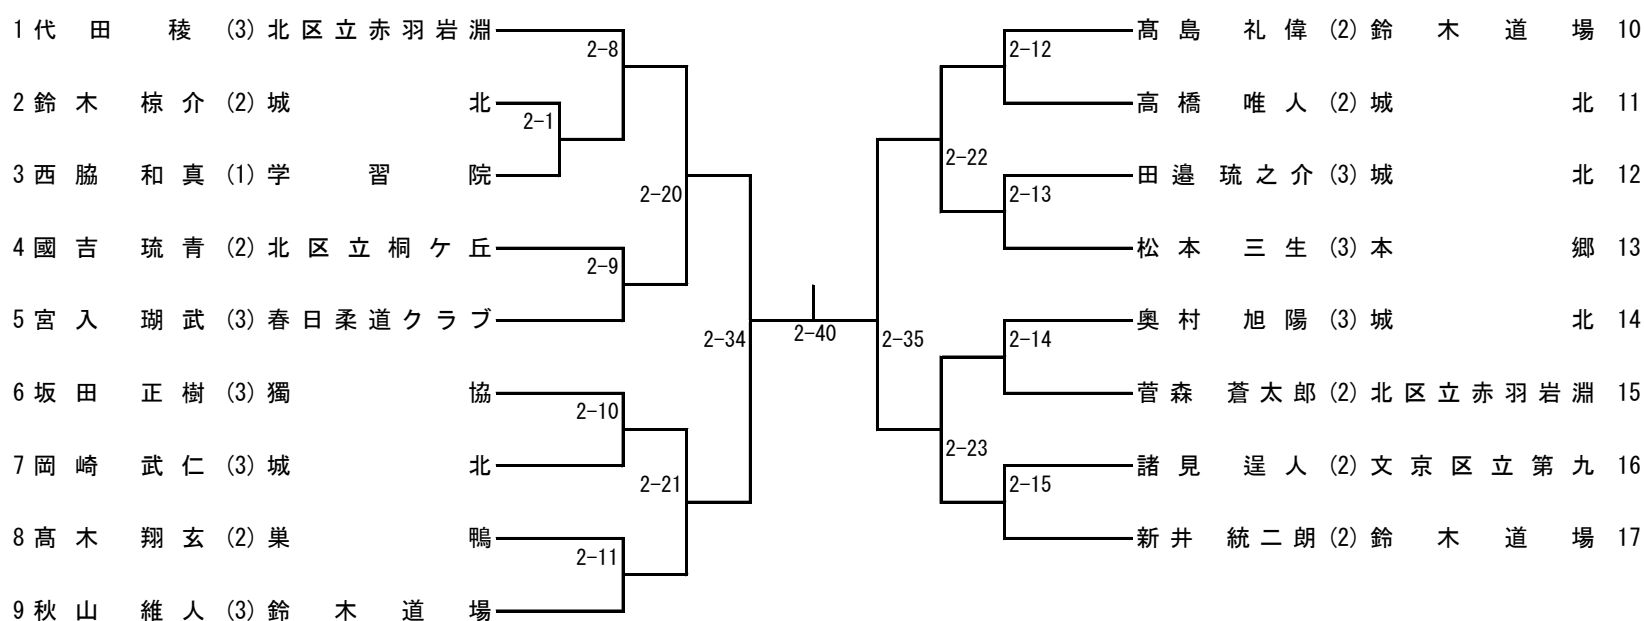 1 代田 稜 (3) 北区立赤羽岩淵
2-8
2 鈴木 椋介 (2) 城北
2-1
3 西脇 和真 (1) 学習院
2-20
4 國吉 琉青 (2) 北区立桐ケ丘
2-9
5 宮入 瑚武 (3) 春日柔道クラブ
2-34
6 坂田 正樹 (3) 獨協
2-10
7 岡崎 武仁 (3) 城北
2-21
8 髙木 翔玄 (2) 巣鴨
2-11
9 秋山 維人 (3) 鈴木道場
2-40
髙島 礼偉 (2) 鈴木道場 10
2-12
高橋 唯人 (2) 城北 11
2-22
田邉 琉之介 (3) 城北 12
2-13
松本 三生 (3) 本郷 13
2-35
奥村 旭陽 (3) 城北 14
2-14
菅森 蒼太郎 (2) 北区立赤羽岩淵 15
2-23
諸見 逞人 (2) 文京区立第九 16
2-15
新井 統二朗 (2) 鈴木道場 17